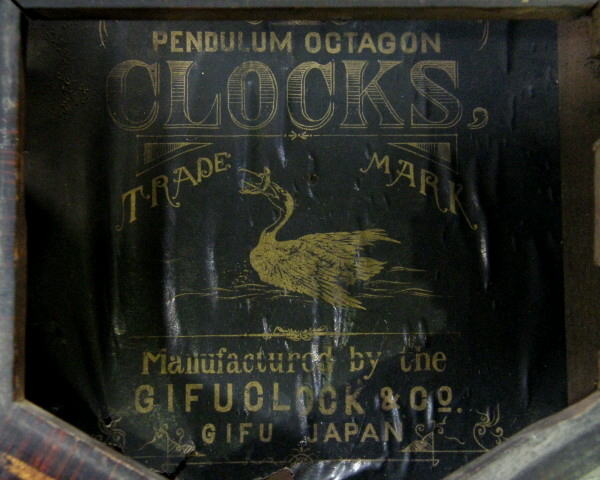 PENDULUM OCTAGON
CLOCKS,
TRADE MARK
Manufactured by the
GIFUCLOCK & CO.
GIFU JAPAN